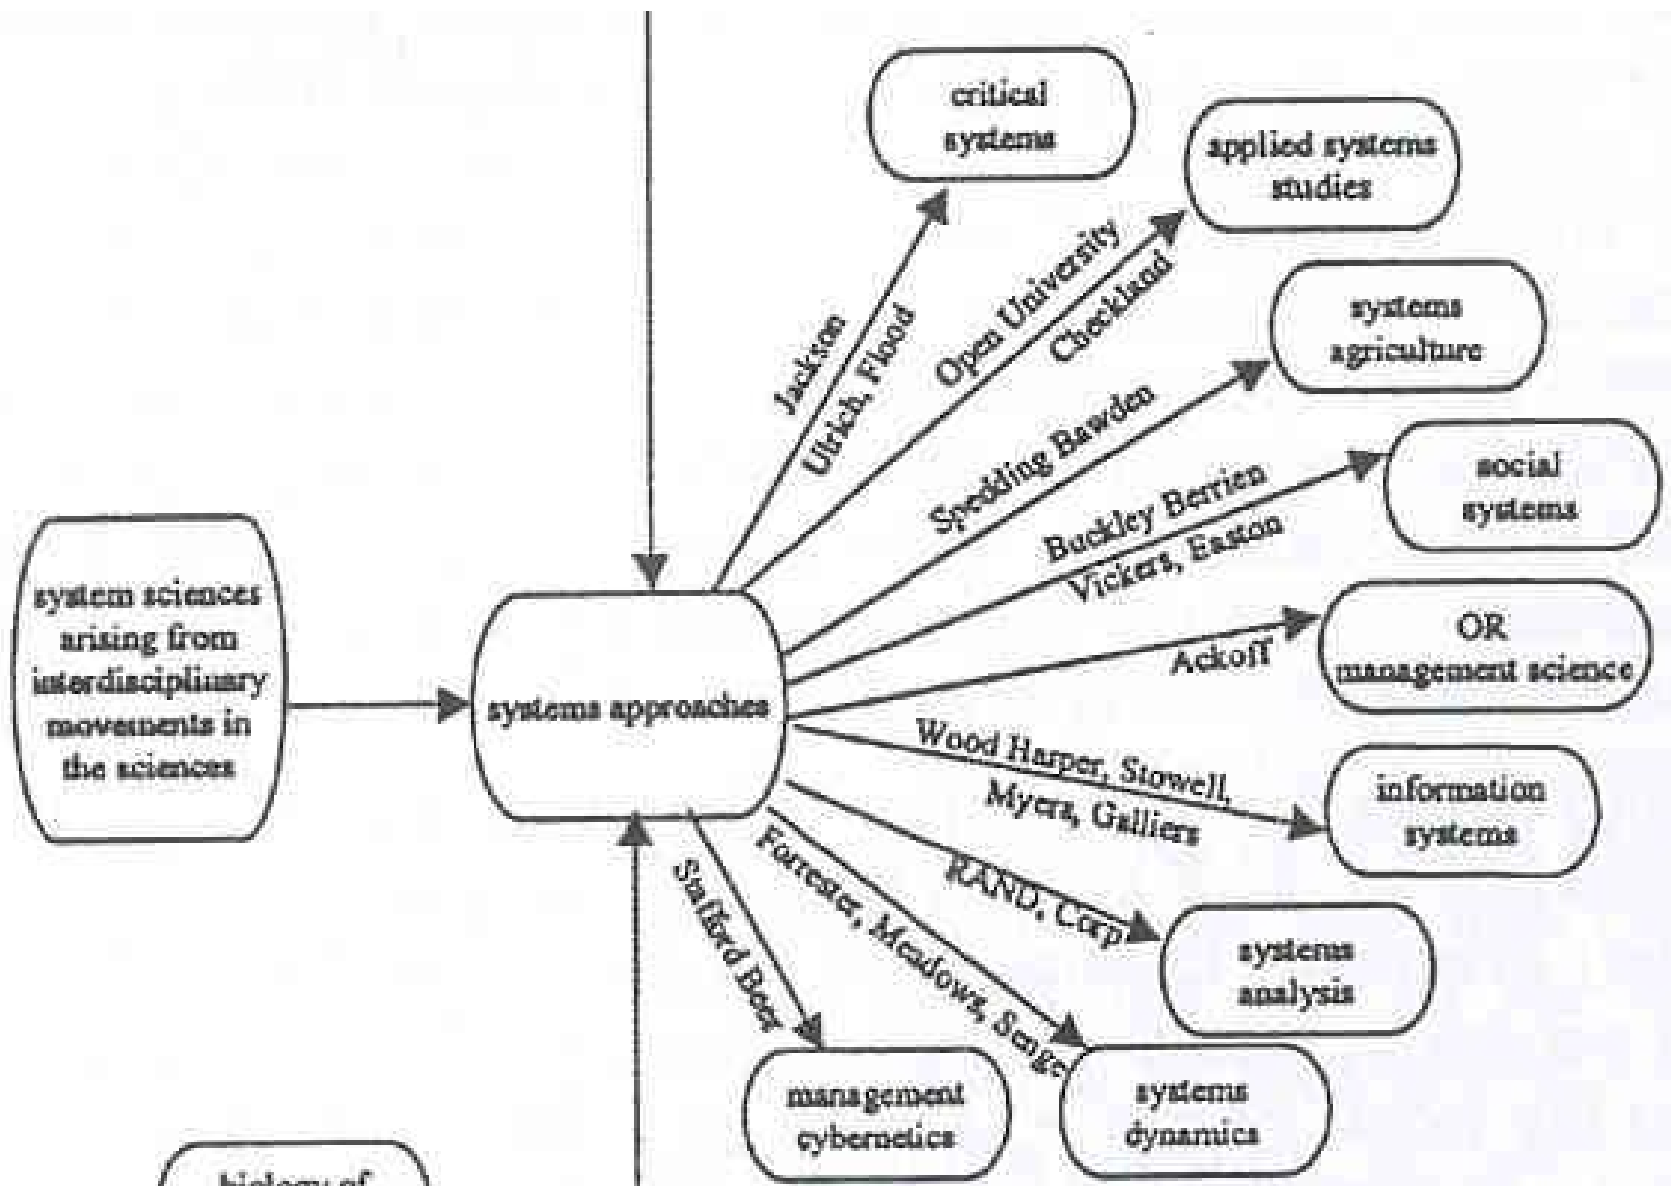 critical
systems
applied systems
studies
systems
agriculture
social
systems
OR
management science
information
systems
systems
analysis
systems
dynamics
management
cybernetics
system sciences
arising from
interdisciplinary
movements in
the sciences
systems approaches
Jackson
Ulrich, Flood
Open University
Checkland
Spedding Bawden
Buckley Berrien
Vickers, Easton
Ackoff
Wood Harper, Stowell,
Myers, Galliers
RAND. Corp
Forrester, Meadows, Senge
Stafford Beer
biology of